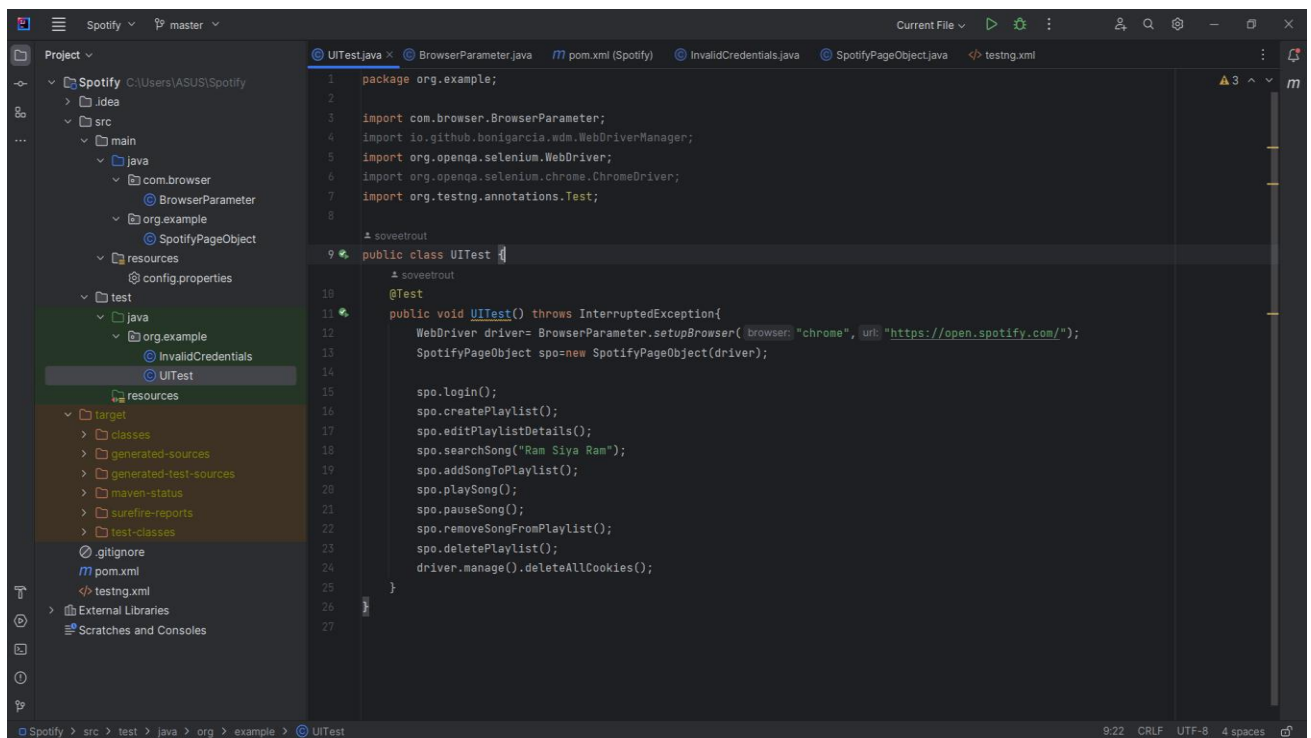 Spotify master Current File
Project
UITest.java BrowserParameter.java pom.xml (Spotify) InvalidCredentials.java SpotifyPageObject.java testng.xml
Spotify C:\Users\ASUS\Spotify
.idea
src
main
java
com.browser
BrowserParameter
org.example
SpotifyPageObject
resources
config.properties
test
java
org.example
InvalidCredentials
UITest
resources
target
classes
generated-sources
generated-test-sources
maven-status
surefire-reports
test-classes
.gitignore
m pom.xml
testng.xml
External Libraries
Scratches and Consoles
1 package org.example;
2
3 import com.browser.BrowserParameter;
4 import io.github.bonigarcia.wdm.WebDriverManager;
5 import org.openqa.selenium.WebDriver;
6 import org.openqa.selenium.chrome.ChromeDriver;
7 import org.testng.annotations.Test;
8
soveetrout
9 public class UITest {
soveetrout
10 @Test
11 public void UITest() throws InterruptedException{
12 WebDriver driver= BrowserParameter.setupBrowser( browser: "chrome", url: "https://open.spotify.com/");
13 SpotifyPageObject spo=new SpotifyPageObject(driver);
14
15 spo.login();
16 spo.createPlaylist();
17 spo.editPlaylistDetails();
18 spo.searchSong("Ram Siya Ram");
19 spo.addSongToPlaylist();
20 spo.playSong();
21 spo.pauseSong();
22 spo.removeSongFromPlaylist();
23 spo.deletePlaylist();
24 driver.manage().deleteAllCookies();
25 }
26 }
27
3
m
Spotify > src > test > java > org > example > UITest 9:22 CRLF UTF-8 4 spaces